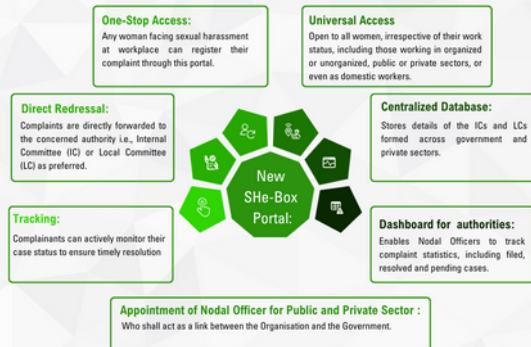 One-Stop Access:
Any woman facing sexual harassment
at workplace can register their
complaint through this portal.
Universal Access
Open to all women, irrespective of their work
status, including those working in organized
or unorganized, public or private sectors, or
even as domestic workers.
Direct Redressal:
Complaints are directly forwarded to
the concerned authority i.e., Internal
Committee (IC) or Local Committee
(LC) as preferred.
Centralized Database:
Stores details of the ICs and LCs
formed across government and
private sectors.
New
SHe-Box
Portal:
Tracking:
Complainants can actively monitor their
case status to ensure timely resolution
Dashboard for authorities:
Enables Nodal Officers to track
complaint statistics, including filed,
resolved and pending cases.
Appointment of Nodal Officer for Public and Private Sector :
Who shall act as a link between the Organisation and the Government.